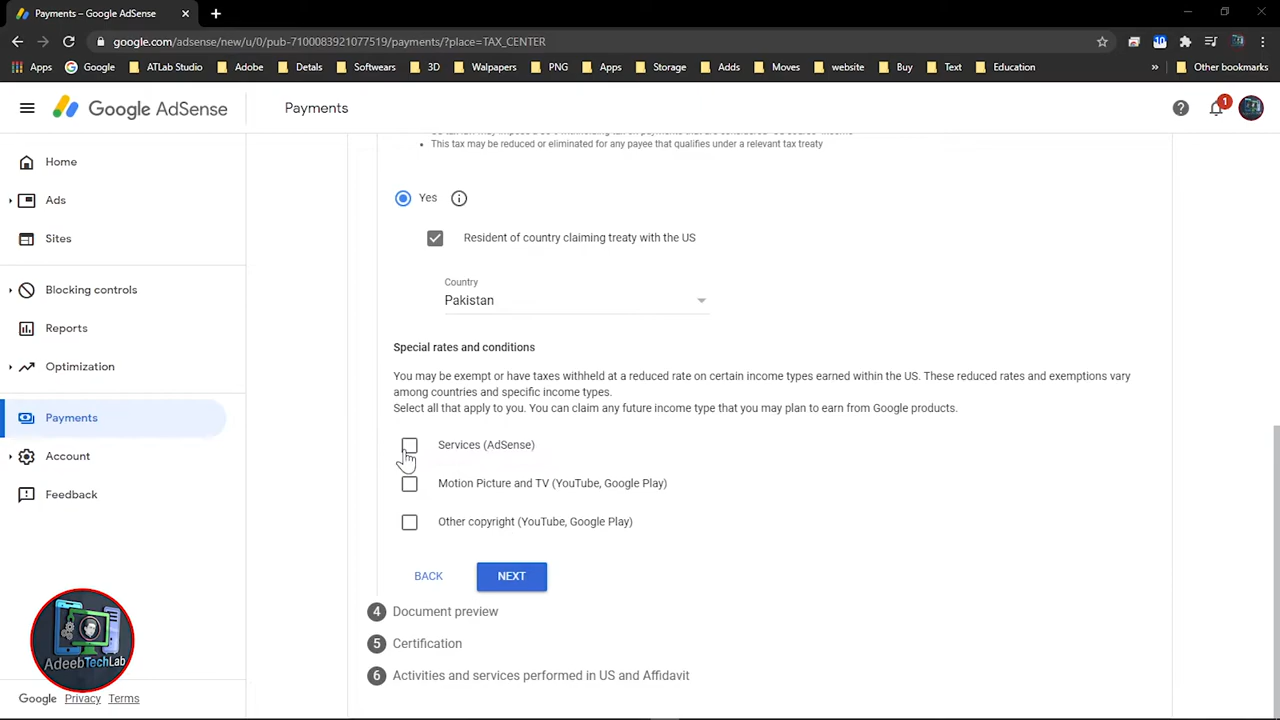 Payments – Google AdSense
google.com/adsense/new/u/0/pub-7100083921077519/payments/?place=TAX_CENTER
Apps Google ATLab Studio Adobe Detals Softwears 3D Wallpapers PNG Apps Storage Adds Moves website Buy Text Education » Other bookmarks
Google AdSense
Payments
1
Home
Ads
Sites
Blocking controls
Reports
Optimization
Payments
Account
Feedback
Google Privacy Terms
AdeebTechLab
This tax may be reduced or eliminated for any payee that qualifies under a relevant tax treaty
Yes
Resident of country claiming treaty with the US
Country
Pakistan
Special rates and conditions
You may be exempt or have taxes withheld at a reduced rate on certain income types earned within the US. These reduced rates and exemptions vary
among countries and specific income types.
Select all that apply to you. You can claim any future income type that you may plan to earn from Google products.
Services (AdSense)
Motion Picture and TV (YouTube, Google Play)
Other copyright (YouTube, Google Play)
BACK NEXT
4 Document preview
5 Certification
6 Activities and services performed in US and Affidavit